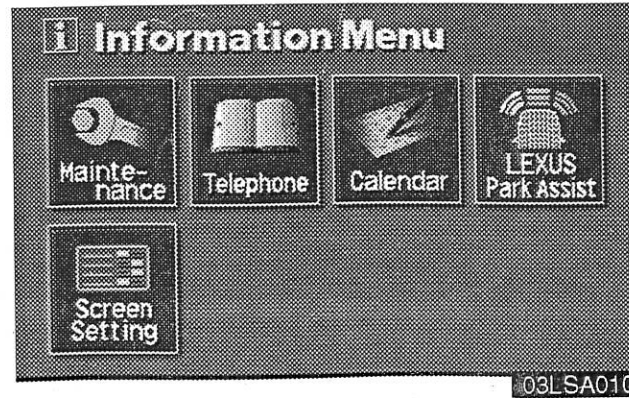 i Information Menu
Mainte-
nance
Telephone
Calendar
LEXUS
Park Assist
Screen
Setting
03LSA010